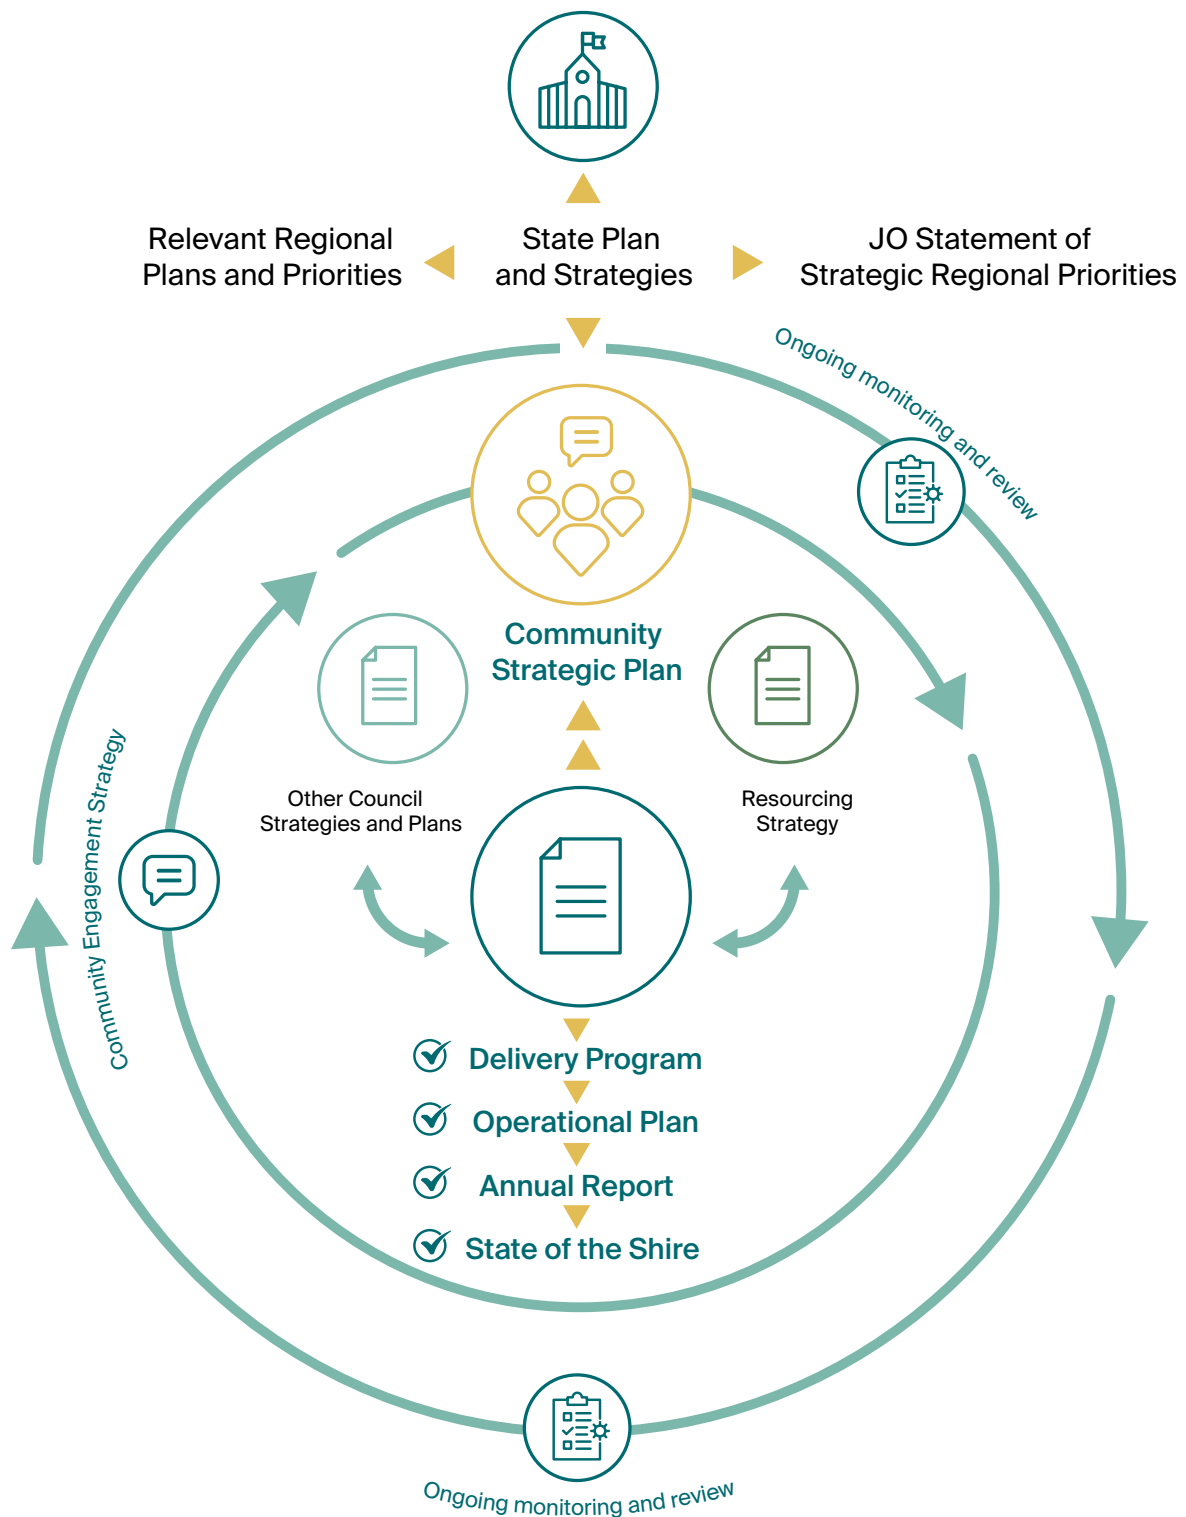 Relevant Regional
Plans and Priorities
State Plan
and Strategies
JO Statement of
Strategic Regional Priorities
Ongoing monitoring and review
Community
Strategic Plan
Community Engagement Strategy
Other Council
Strategies and Plans
Resourcing
Strategy
Delivery Program
Operational Plan
Annual Report
State of the Shire
Ongoing monitoring and review